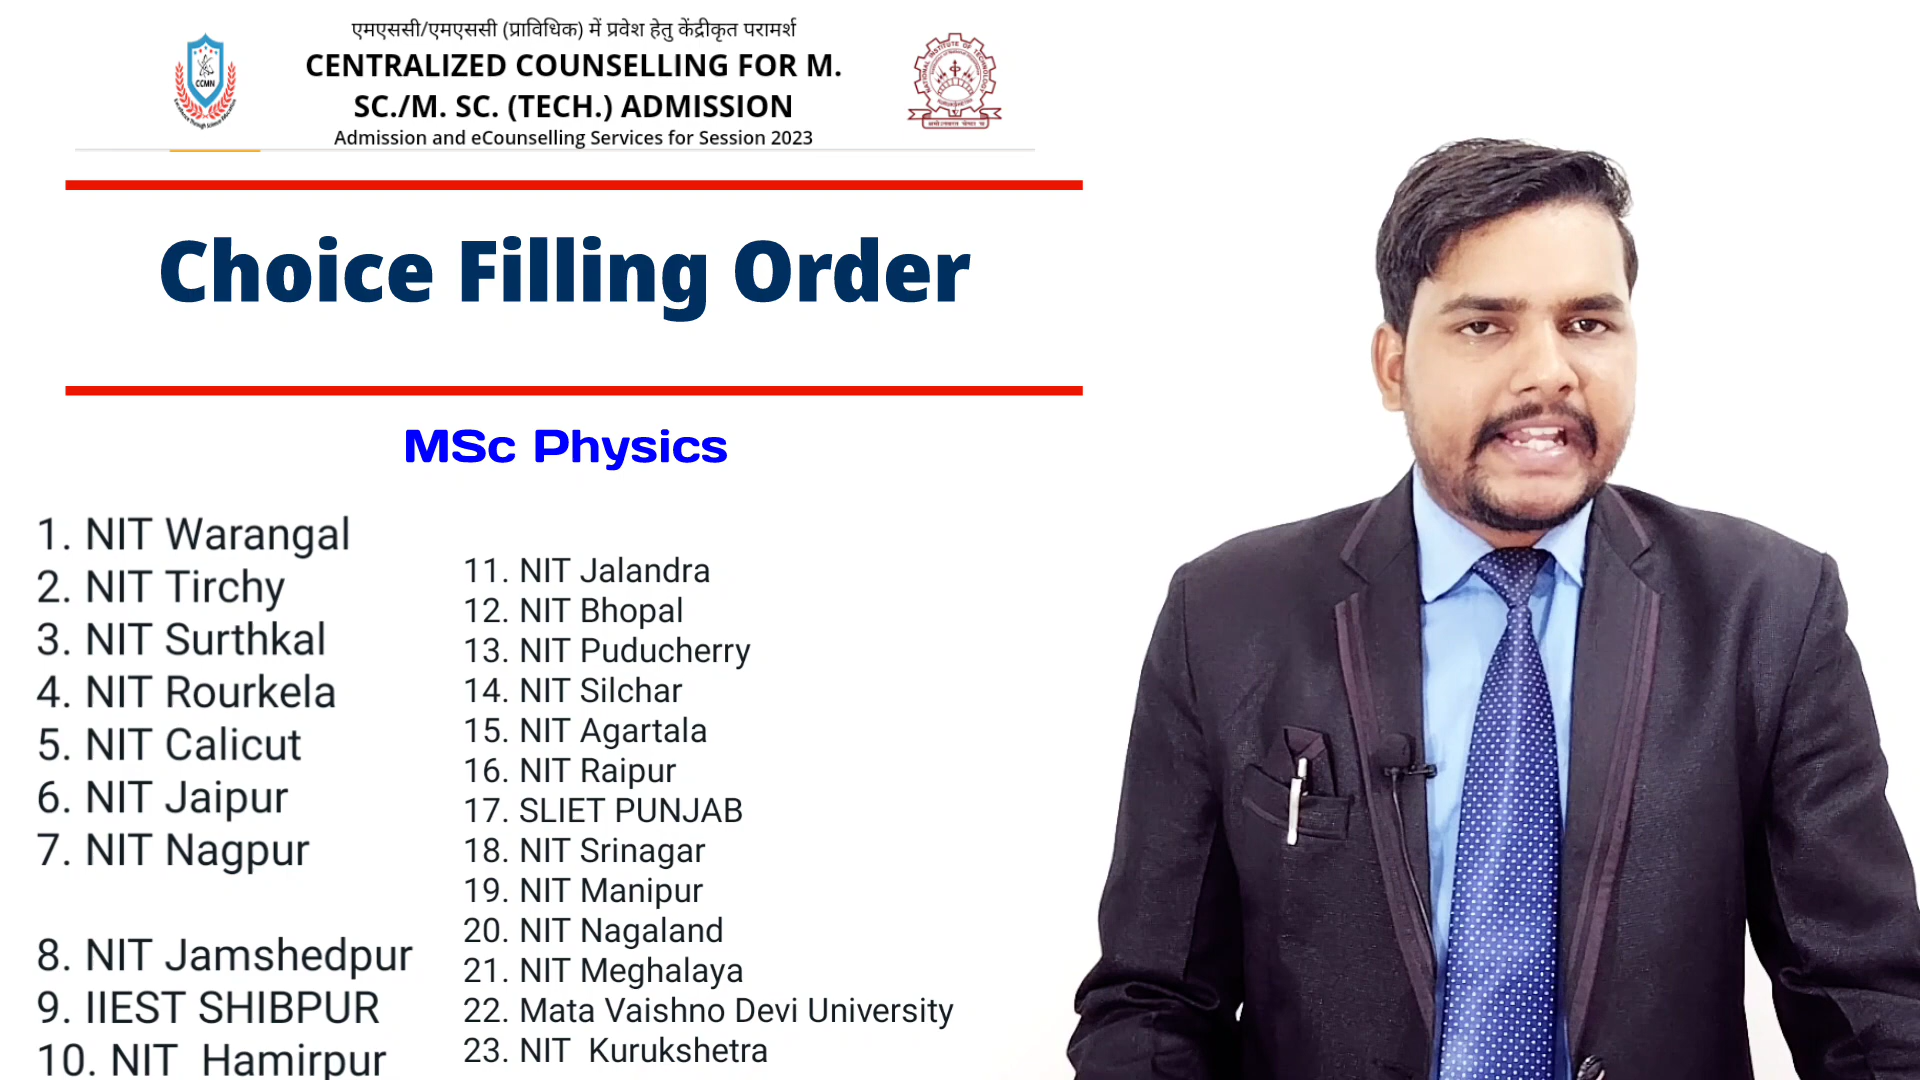 एमएससी/एमएससी (प्राविधिक) में प्रवेश हेतु केंद्रीकृत परामर्श
CENTRALIZED COUNSELLING FOR M.
SC./M. SC. (TECH.) ADMISSION
Admission and eCounselling Services for Session 2023
CCMN
Choice Filling Order
MSc Physics
1. NIT Warangal
2. NIT Tirchy
3. NIT Surthkal
4. NIT Rourkela
5. NIT Calicut
6. NIT Jaipur
7. NIT Nagpur
8. NIT Jamshedpur
9. IIEST SHIBPUR
10. NIT Hamirpur
11. NIT Jalandra
12. NIT Bhopal
13. NIT Puducherry
14. NIT Silchar
15. NIT Agartala
16. NIT Raipur
17. SLIET PUNJAB
18. NIT Srinagar
19. NIT Manipur
20. NIT Nagaland
21. NIT Meghalaya
22. Mata Vaishno Devi University
23. NIT Kurukshetra